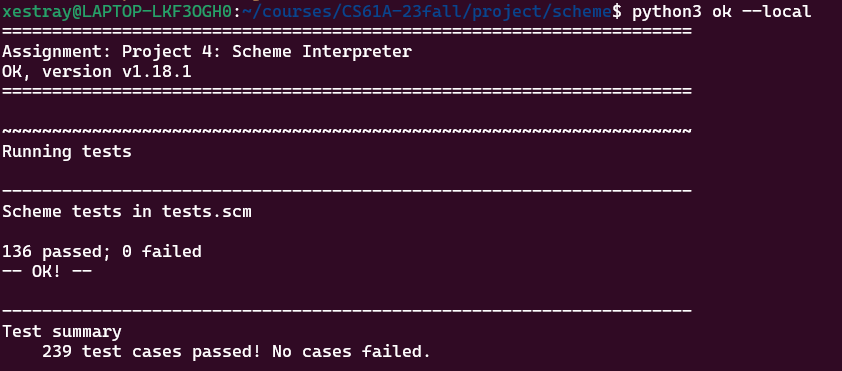 xestray@LAPTOP-LKF3OGH0:~/courses/CS61A-23fall/project/scheme$ python3 ok --local
=====================================================================
Assignment: Project 4: Scheme Interpreter
OK, version v1.18.1
=====================================================================
~~~~~~~~~~~~~~~~~~~~~~~~~~~~~~~~~~~~~~~~~~~~~~~~~~~~~~~~~~~~~~~~~~~~~
Running tests
---------------------------------------------------------------------
Scheme tests in tests.scm
136 passed; 0 failed
-- OK! --
---------------------------------------------------------------------
Test summary
    239 test cases passed! No cases failed.